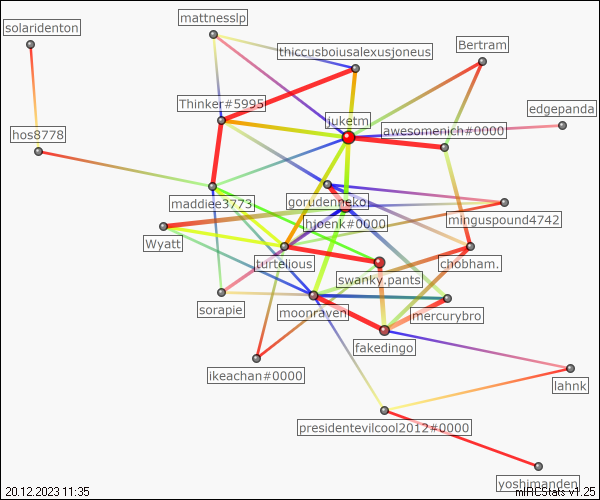 solaridenton
mattnesslp
thiccusboiusalexusjoneus
Bertram
Thinker#5995
edgepanda
juketm
awesomenich#0000
hos8778
maddiee3773
gorudenneko
hjoenk#0000
minguspound4742
Wyatt
turtelious
chobham.
swanky.pants
sorapie
moonraven
mercurybro
fakedingo
ikeachan#0000
lahnk
presidentevilcool2012#0000
yoshimanden
20.12.2023 11:35
mIRCStats v1.25